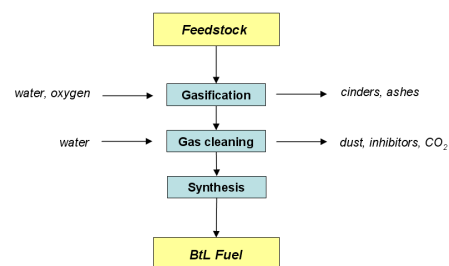 Feedstock
water, oxygen
Gasification
cinders, ashes
water
Gas cleaning
dust, inhibitors, CO₂
Synthesis
BtL Fuel